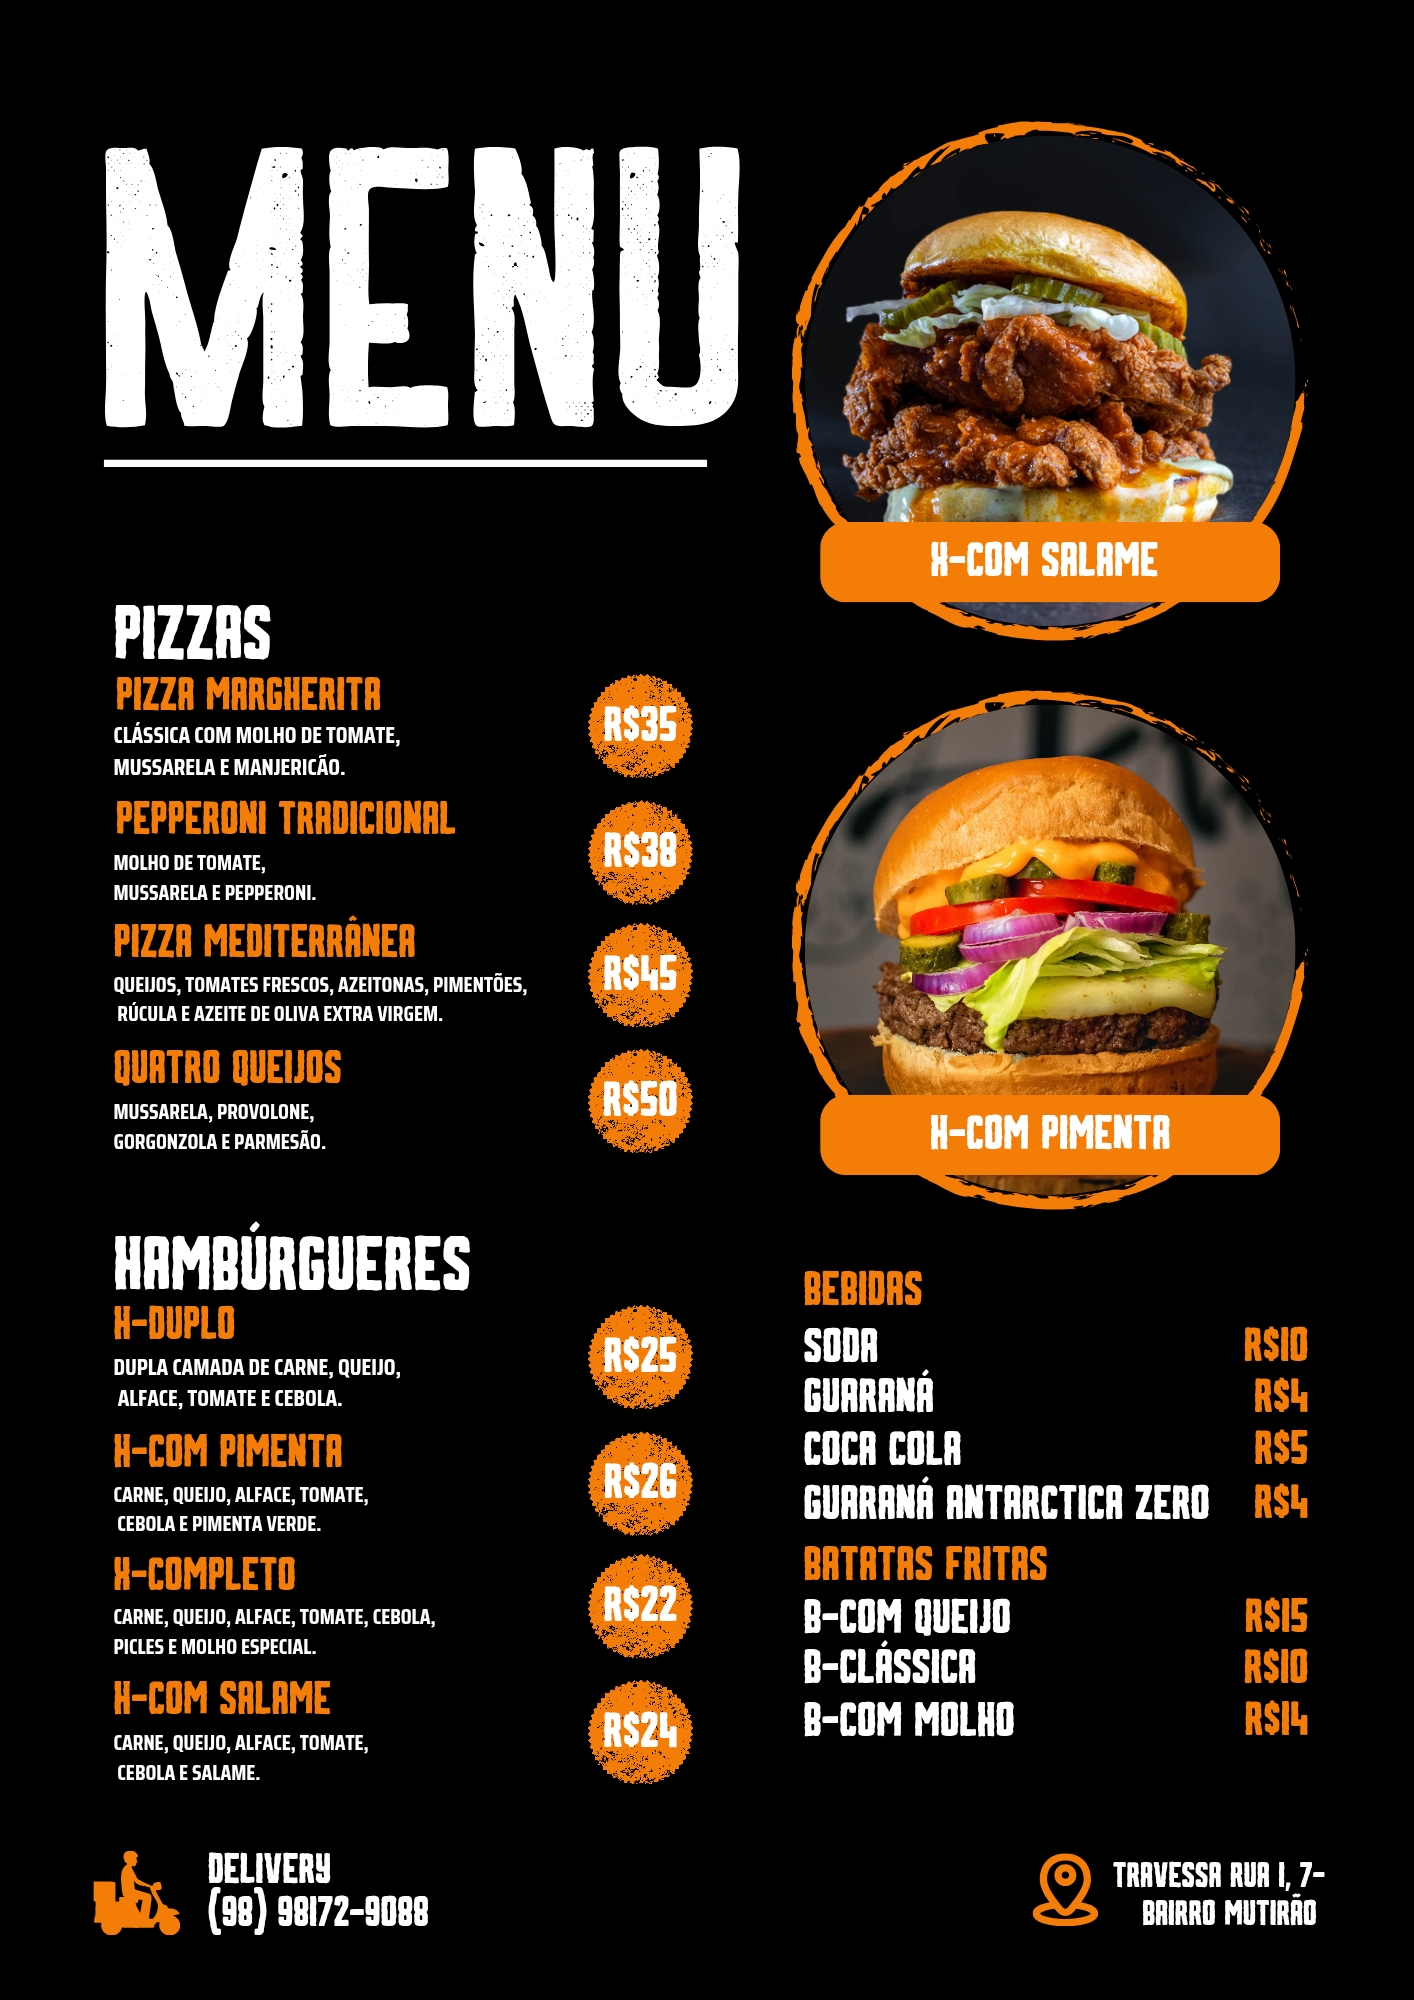 MENU
X-COM SALAME
PIZZAS
PIZZA MARGHERITA
CLÁSSICA COM MOLHO DE TOMATE,
MUSSARELA E MANJERICÃO.
R$35
PEPPERONI TRADICIONAL
MOLHO DE TOMATE,
MUSSARELA E PEPPERONI.
R$38
PIZZA MEDITERRÂNEA
QUEIJOS, TOMATES FRESCOS, AZEITONAS, PIMENTÕES,
RÚCULA E AZEITE DE OLIVA EXTRA VIRGEM.
R$45
QUATRO QUEIJOS
MUSSARELA, PROVOLONE,
GORGONZOLA E PARMESÃO.
R$50
H-COM PIMENTA
HAMBÚRGUERES
H-DUPLO
DUPLA CAMADA DE CARNE, QUEIJO,
ALFACE, TOMATE E CEBOLA.
R$25
H-COM PIMENTA
CARNE, QUEIJO, ALFACE, TOMATE,
CEBOLA E PIMENTA VERDE.
R$26
X-COMPLETO
CARNE, QUEIJO, ALFACE, TOMATE, CEBOLA,
PICLES E MOLHO ESPECIAL.
R$22
H-COM SALAME
CARNE, QUEIJO, ALFACE, TOMATE,
CEBOLA E SALAME.
R$24
BEBIDAS
SODA R$10
GUARANÁ R$4
COCA COLA R$5
GUARANÁ ANTARCTICA ZERO R$4
BATATAS FRITAS
B-COM QUEIJO R$15
B-CLÁSSICA R$10
B-COM MOLHO R$14
DELIVERY
(98) 98172-9088
TRAVESSA RUA 1, 7-
BAIRRO MUTIRÃO